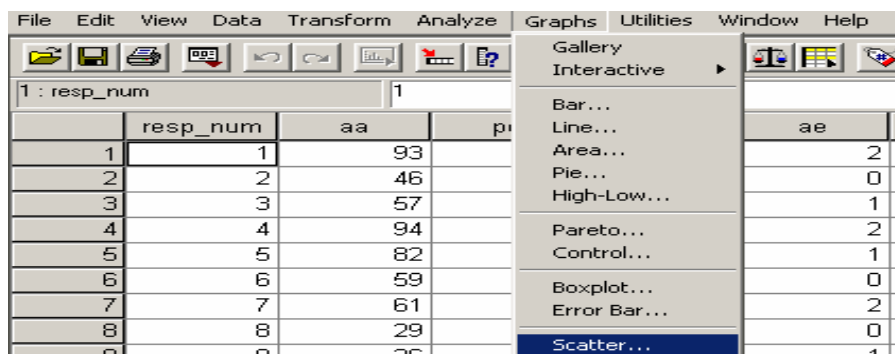 File Edit View Data Transform Analyze Graphs Utilities Window Help
Gallery
Interactive
1 : resp_num 1
Bar...
resp_num aa ae
Line...
1 1 93 Area... 2
2 2 46 Pie... 0
3 3 57 High-Low... 1
4 4 94 Pareto... 2
5 5 82 Control... 1
6 6 59 0
Boxplot...
7 7 61 Error Bar... 2
8 8 29 0
Scatter...